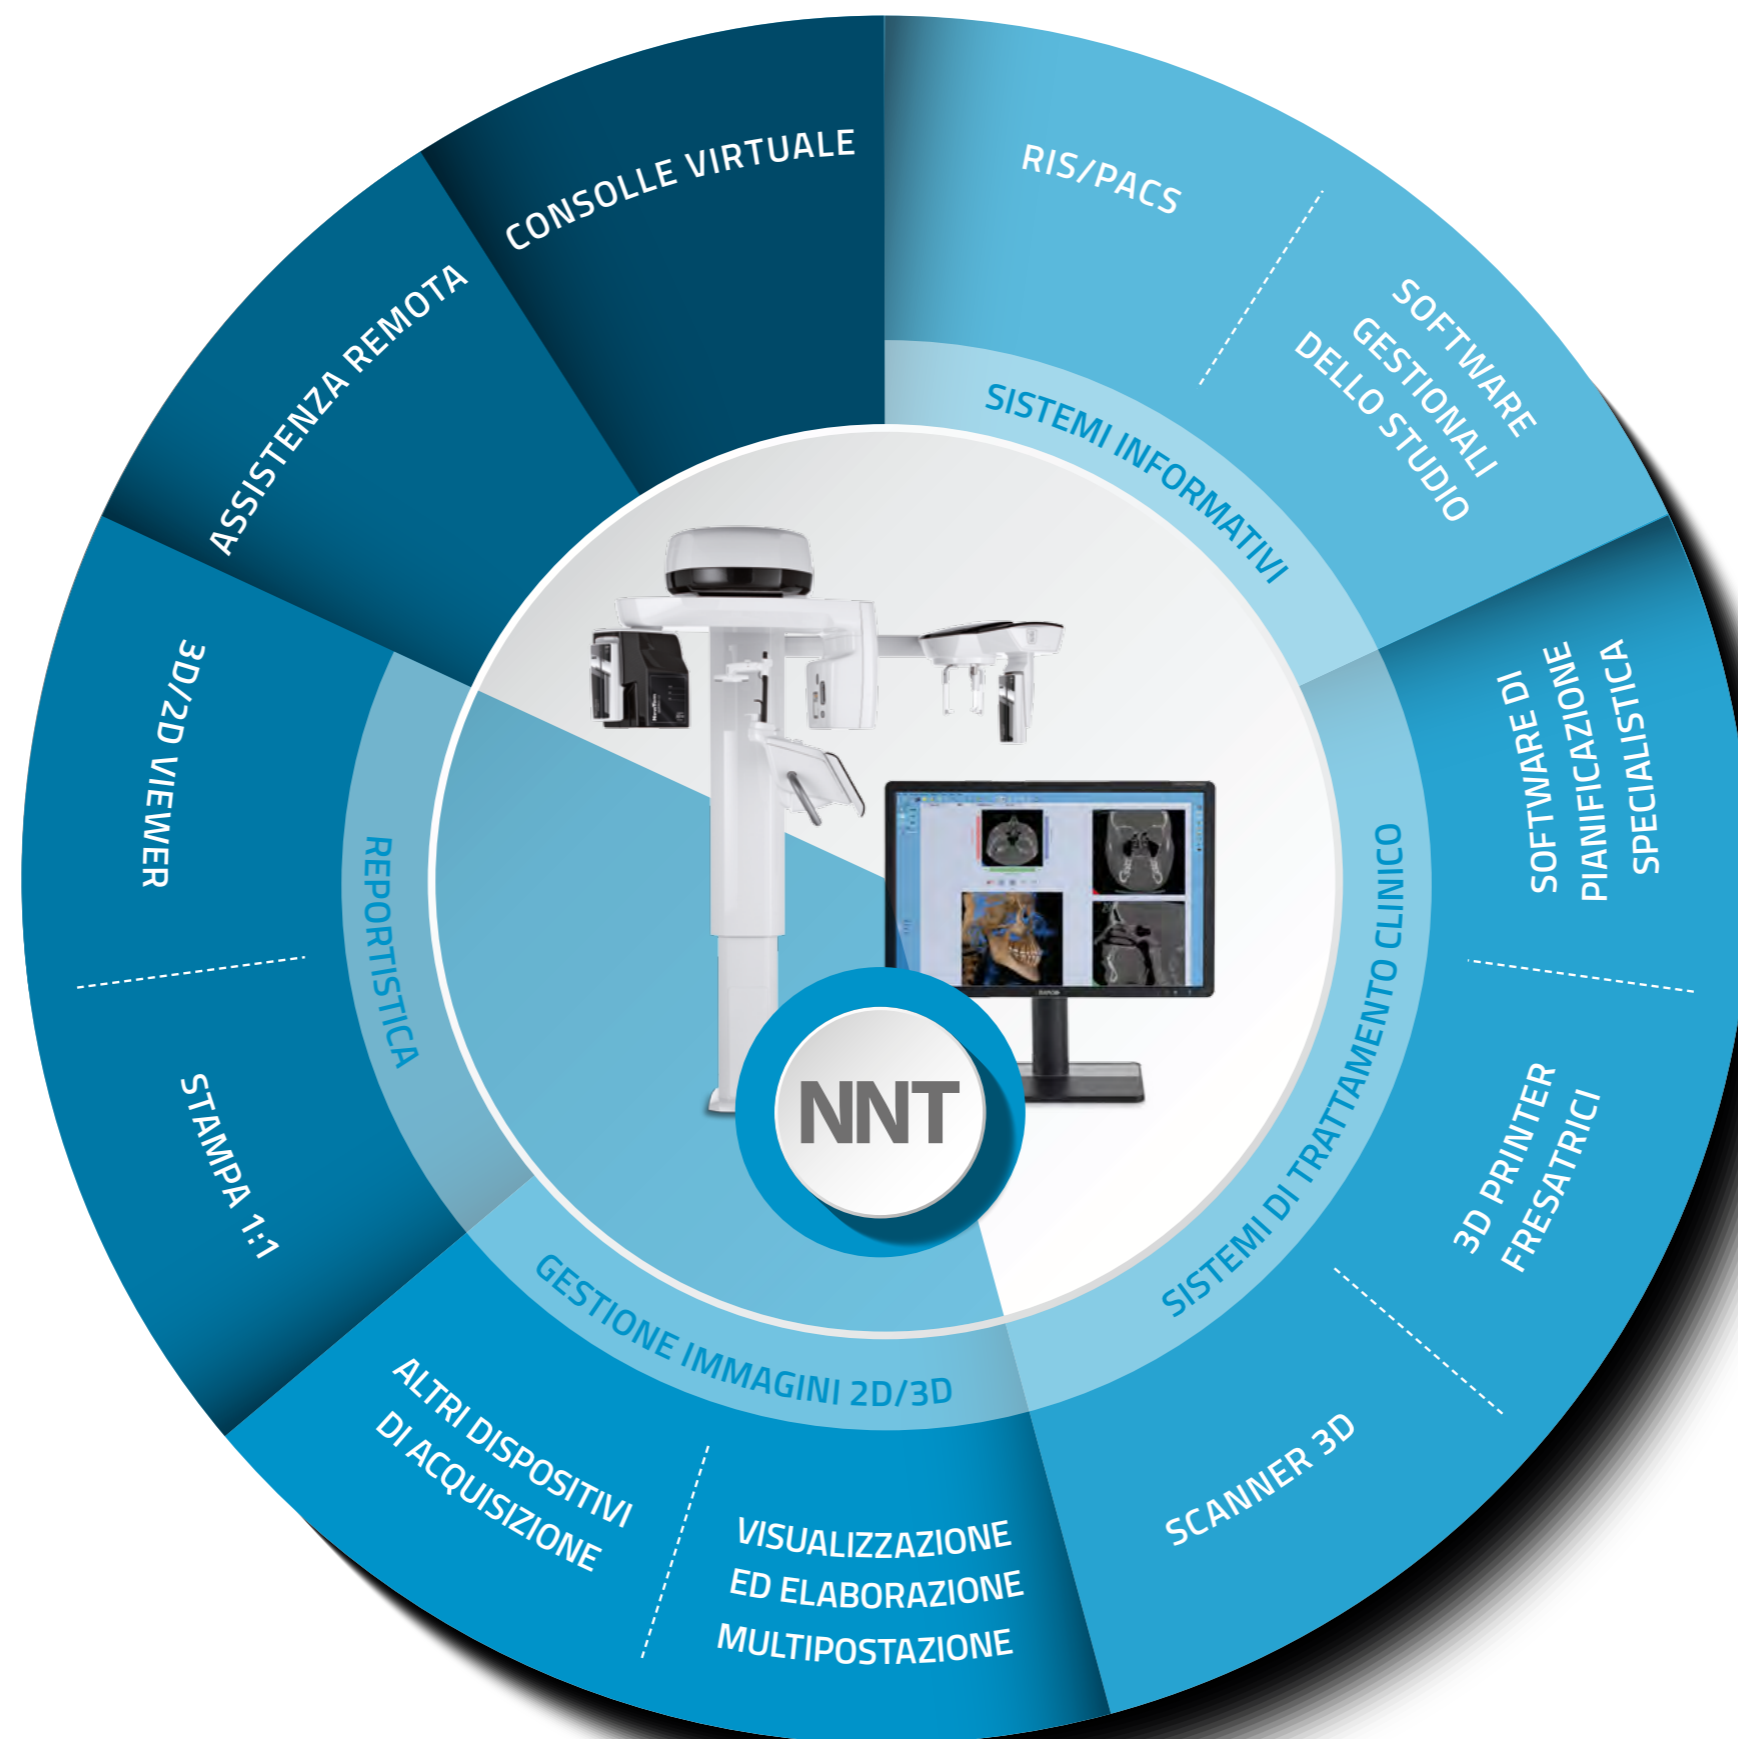 CONSOLLE VIRTUALE
RIS/PACS
SOFTWARE
GESTIONALI
DELLO STUDIO
SISTEMI INFORMATIVI
SOFTWARE DI
PIANIFICAZIONE
SPECIALISTICA
3D PRINTER
FRESATRICI
SCANNER 3D
SISTEMI DI TRATTAMENTO CLINICO
VISUALIZZAZIONE
ED ELABORAZIONE
MULTIPOSTAZIONE
ALTRI DISPOSITIVI
DI ACQUISIZIONE
GESTIONE IMMAGINI 2D/3D
STAMPA 1:1
3D/2D VIEWER
REPORTISTICA
ASSISTENZA REMOTA
NNT